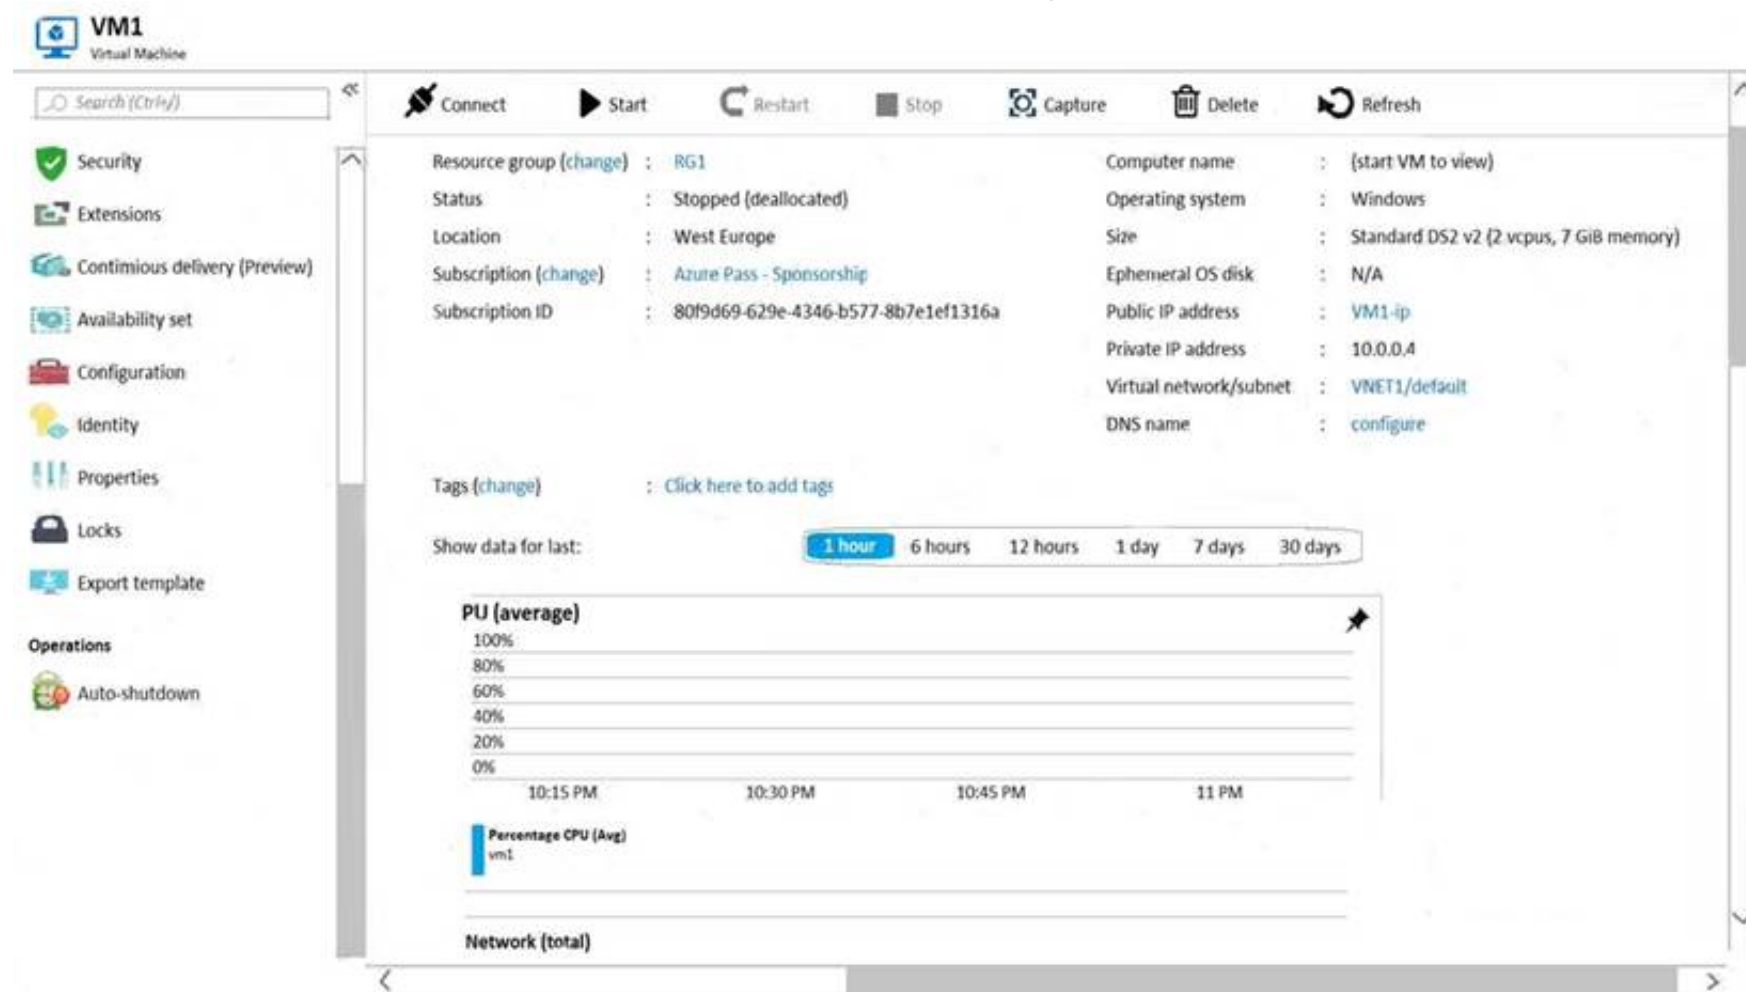 VM1
Virtual Machine
Search (Ctrl+/)
Connect
Start
Restart
Stop
Capture
Delete
Refresh
Security
Extensions
Contimious delivery (Preview)
Availability set
Configuration
Identity
Properties
Locks
Export template
Operations
Auto-shutdown
Resource group (change) : RG1
Status : Stopped (deallocated)
Location : West Europe
Subscription (change) : Azure Pass - Sponsorship
Subscription ID : 80f9d69-629e-4346-b577-8b7e1ef1316a
Computer name : (start VM to view)
Operating system : Windows
Size : Standard DS2 v2 (2 vcpus, 7 GiB memory)
Ephemeral OS disk : N/A
Public IP address : VM1-ip
Private IP address : 10.0.0.4
Virtual network/subnet : VNET1/default
DNS name : configure
Tags (change) : Click here to add tags
Show data for last: 1 hour 6 hours 12 hours 1 day 7 days 30 days
PU (average)
100%
80%
60%
40%
20%
0%
10:15 PM 10:30 PM 10:45 PM 11 PM
Percentage CPU (Avg)
vm1
Network (total)